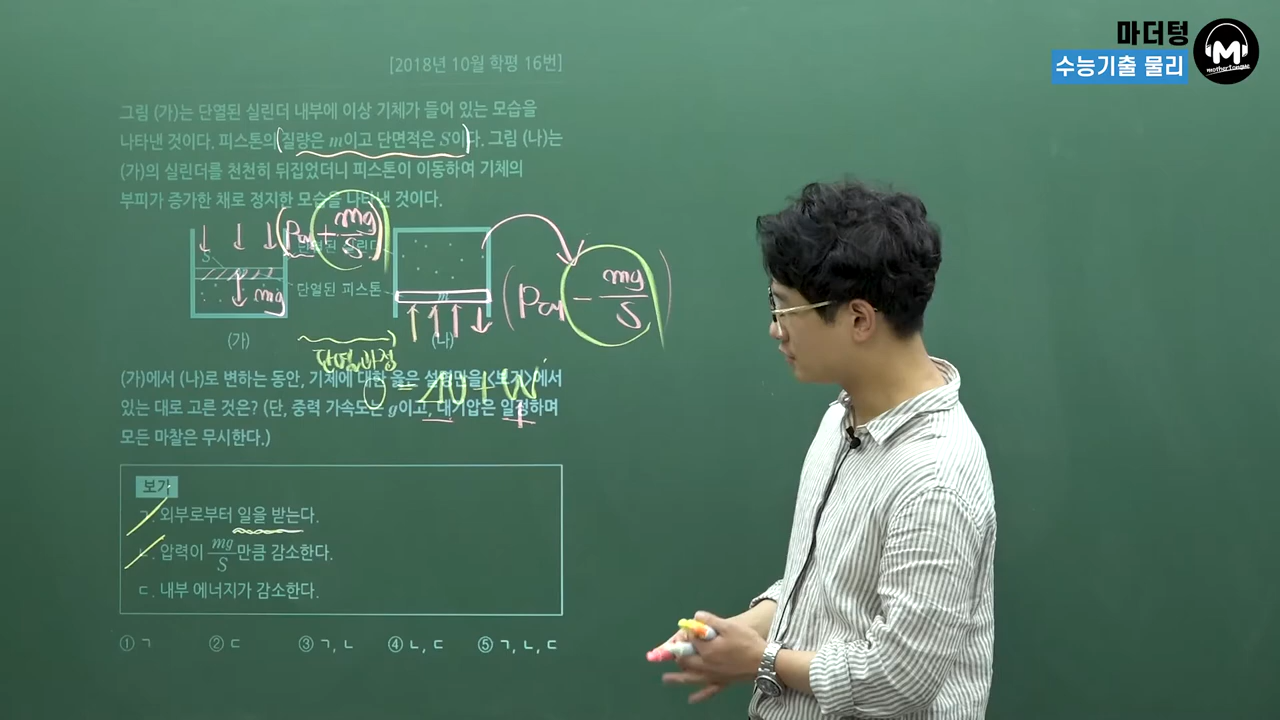 마더텅
수능기출 물리
M
motherTongue
[2018년 10월 학평 16번]
그림 (가)는 단열된 실린더 내부에 이상 기체가 들어 있는 모습을
나타낸 것이다. 피스톤의 질량은 m이고 단면적은 S이다. 그림 (나)는
(가)의 실린더를 천천히 뒤집었더니 피스톤이 이동하여 기체의
부피가 증가한 채로 정지한 모습을 나타낸 것이다.
(P + mg/S)
S
단열된 실린더
단열된 피스톤
mg
m
(P - mg/S)
(가)
(나)
단열과정
0 = ΔU + W
(가)에서 (나)로 변하는 동안, 기체에 대한 옳은 설명만을 <보기>에서
있는 대로 고른 것은? (단, 중력 가속도는 g이고, 대기압은 일정하며
모든 마찰은 무시한다.)
보기
ㄱ. 외부로부터 일을 받는다.
ㄴ. 압력이 mg/S만큼 감소한다.
ㄷ. 내부 에너지가 감소한다.
① ㄱ ② ㄷ ③ ㄱ, ㄴ ④ ㄴ, ㄷ ⑤ ㄱ, ㄴ, ㄷ